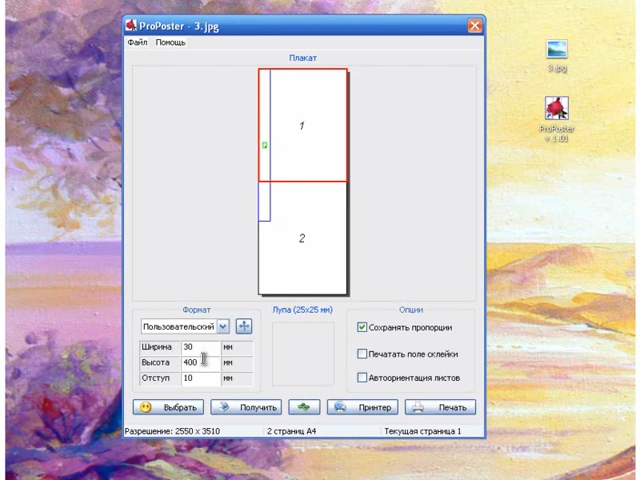 ProPoster - 3.jpg
Файл Помощь
Плакат
1
2
Формат
Лупа (25x25 мм)
Опции
Пользовательский
Ширина 30 мм
Высота 400 мм
Отступ 10 мм
Сохранять пропорции
Печатать поле склейки
Автоориентация листов
Выбрать
Получить
Принтер
Печать
Разрешение: 2550 x 3510
2 страниц A4
Текущая страница 1
3.jpg
ProPoster
v.1.01